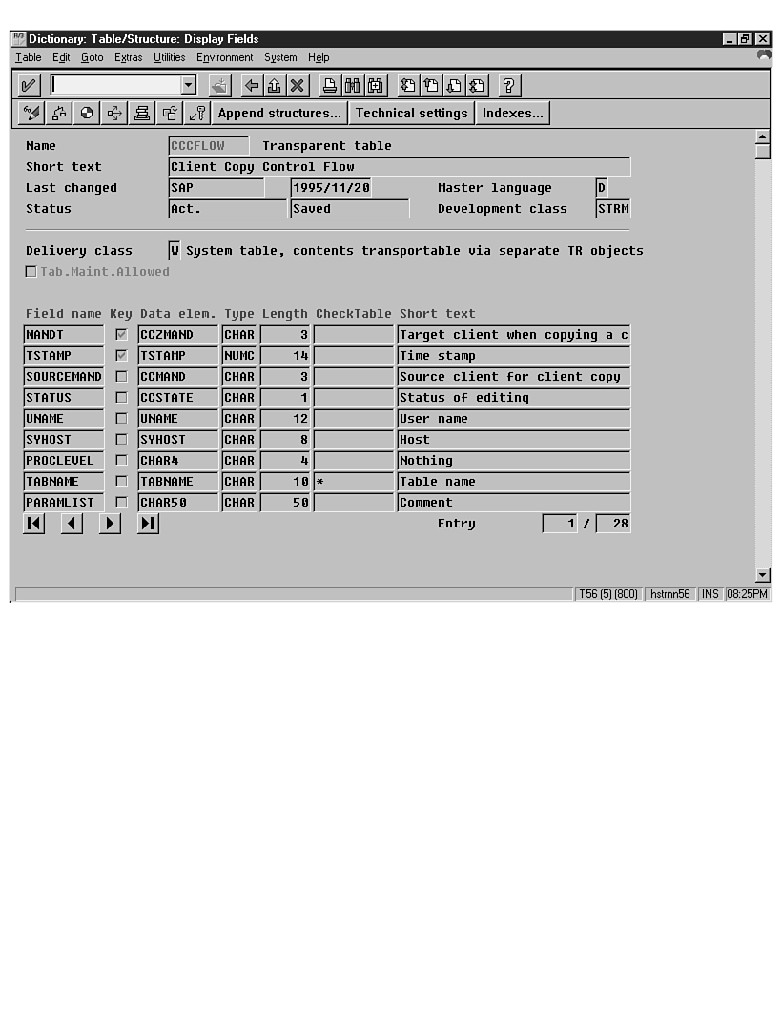 Dictionary: Table/Structure: Display Fields
Table Edit Goto Extras Utilities Environment System Help
Append structures... Technical settings Indexes...
Name CCCFLOW Transparent table
Short text Client Copy Control Flow
Last changed SAP 1995/11/20 Master language D
Status Act. Saved Development class STRM
Delivery class W System table, contents transportable via separate TR objects
Tab.Maint.Allowed
Field name Key Data elem. Type Length CheckTable Short text
MANDT CCZMAND CHAR 3 Target client when copying a c
TSTAMP TSTAMP NUMC 14 Time stamp
SOURCEMAND CCMAND CHAR 3 Source client for client copy
STATUS CCSTATE CHAR 1 Status of editing
UNAME UNAME CHAR 12 User name
SYHOST SYHOST CHAR 8 Host
PROCLEVEL CHAR4 CHAR 4 Nothing
TABNAME TABNAME CHAR 10 * Table name
PARAMLIST CHAR50 CHAR 50 Comment
Entry 1 / 28
T56 (5) (800) INS 08:25PM